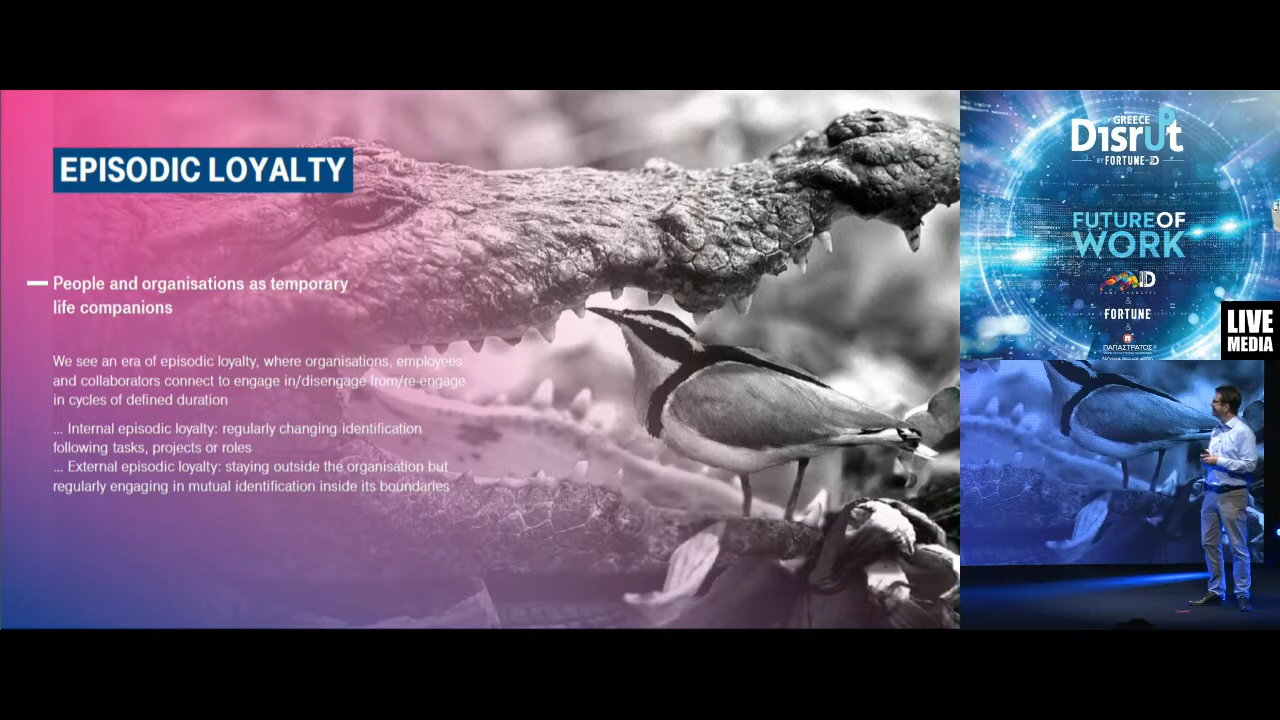 EPISODIC LOYALTY
People and organisations as temporary
life companions
We see an era of episodic loyalty, where organisations, employees
and collaborators connect to engage in/disengage from/re-engage
in cycles of defined duration
... Internal episodic loyalty: regularly changing identification
following tasks, projects or roles
... External episodic loyalty: staying outside the organisation but
regularly engaging in mutual identification inside its boundaries
GREECE
DIsrUPt
BY FORTUNE
FUTURE OF
WORK
&
FORTUNE
&
ΠΑΠΑΣΤΡΑΤΟΣ
LIVE
MEDIA